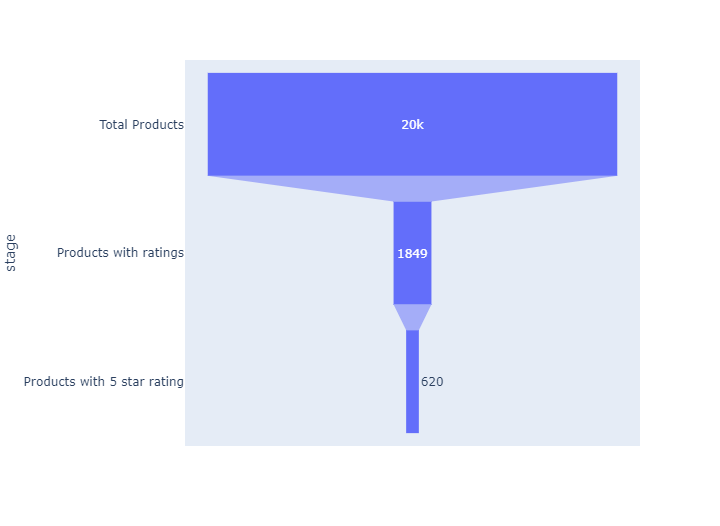 Total Products
20k
stage
Products with ratings
1849
Products with 5 star rating
620